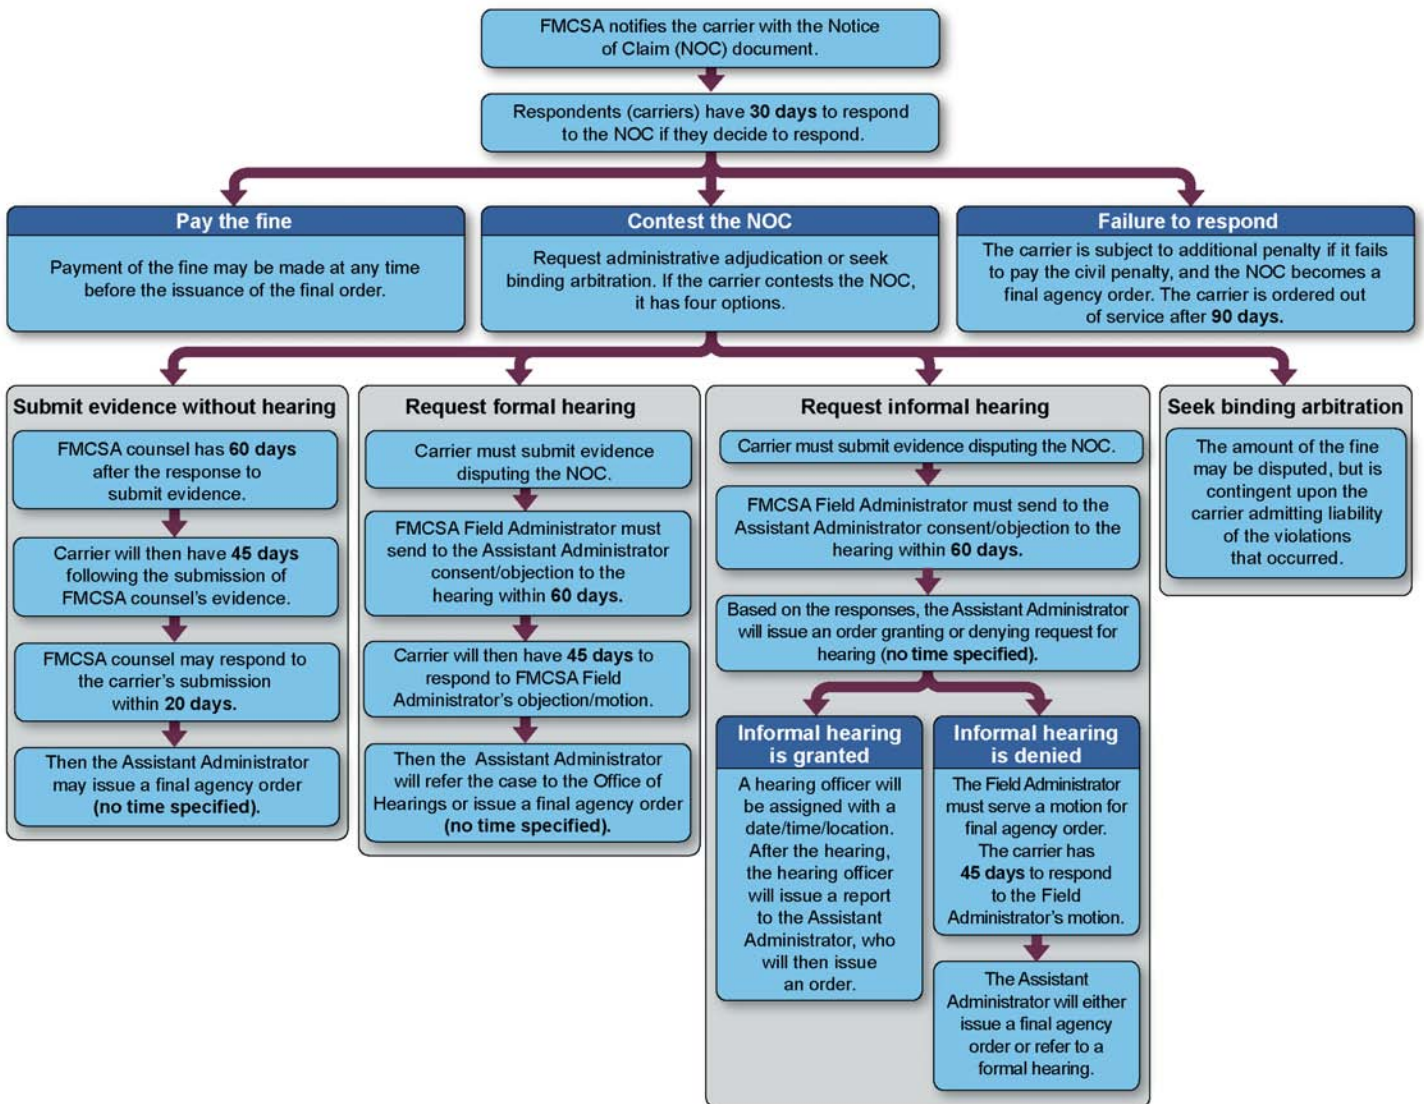 FMCSA notifies the carrier with the Notice
of Claim (NOC) document.
Respondents (carriers) have 30 days to respond
to the NOC if they decide to respond.
Pay the fine
Payment of the fine may be made at any time
before the issuance of the final order.
Contest the NOC
Request administrative adjudication or seek
binding arbitration. If the carrier contests the NOC,
it has four options.
Failure to respond
The carrier is subject to additional penalty if it fails
to pay the civil penalty, and the NOC becomes a
final agency order. The carrier is ordered out
of service after 90 days.
Submit evidence without hearing
FMCSA counsel has 60 days
after the response to
submit evidence.
Carrier will then have 45 days
following the submission of
FMCSA counsel's evidence.
FMCSA counsel may respond to
the carrier's submission
within 20 days.
Then the Assistant Administrator
may issue a final agency order
(no time specified).
Request formal hearing
Carrier must submit evidence
disputing the NOC.
FMCSA Field Administrator must
send to the Assistant Administrator
consent/objection to the
hearing within 60 days.
Carrier will then have 45 days to
respond to FMCSA Field
Administrator's objection/motion.
Then the Assistant Administrator
will refer the case to the Office of
Hearings or issue a final agency order
(no time specified).
Request informal hearing
Carrier must submit evidence disputing the NOC.
FMCSA Field Administrator must send to the
Assistant Administrator consent/objection to the
hearing within 60 days.
Based on the responses, the Assistant Administrator
will issue an order granting or denying request for
hearing (no time specified).
Informal hearing
is granted
A hearing officer will
be assigned with a
date/time/location.
After the hearing,
the hearing officer
will issue a report
to the Assistant
Administrator, who
will then issue
an order.
Informal hearing
is denied
The Field Administrator
must serve a motion for
final agency order.
The carrier has
45 days to respond
to the Field
Administrator's motion.
The Assistant
Administrator will either
issue a final agency
order or refer to a
formal hearing.
Seek binding arbitration
The amount of the fine
may be disputed, but is
contingent upon the
carrier admitting liability
of the violations
that occurred.